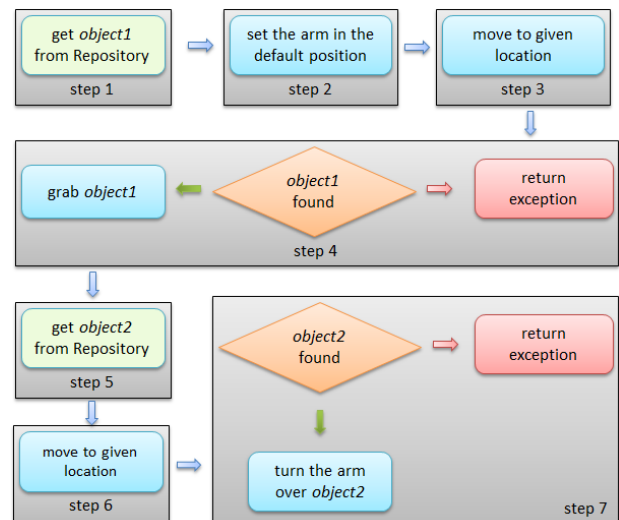 get object1
from Repository
step 1
set the arm in the
default position
step 2
move to given
location
step 3
grab object1
object1
found
return
exception
step 4
get object2
from Repository
step 5
object2
found
return
exception
move to given
location
step 6
turn the arm
over object2
step 7